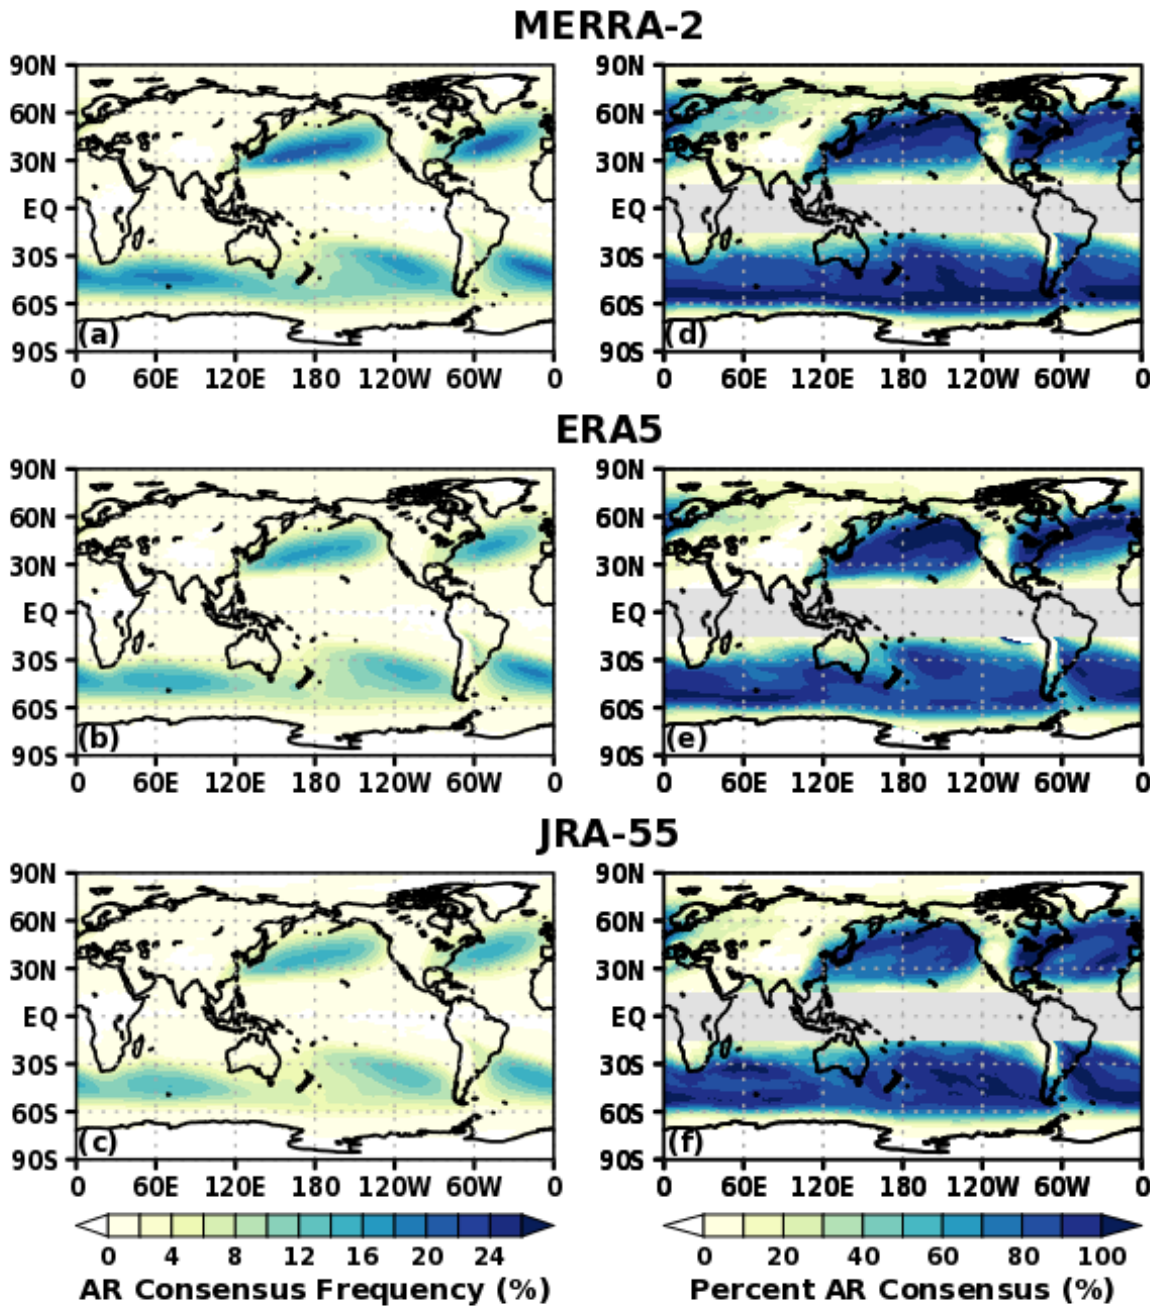 MERRA-2
90N 90N
60N 60N
30N 30N
EQ EQ
30S 30S
60S 60S
(a) (d)
90S 90S
0 60E 120E 180 120W 60W 0 0 60E 120E 180 120W 60W 0
ERA5
90N 90N
60N 60N
30N 30N
EQ EQ
30S 30S
60S 60S
(b) (e)
90S 90S
0 60E 120E 180 120W 60W 0 0 60E 120E 180 120W 60W 0
JRA-55
90N 90N
60N 60N
30N 30N
EQ EQ
30S 30S
60S 60S
(c) (f)
90S 90S
0 60E 120E 180 120W 60W 0 0 60E 120E 180 120W 60W 0
0 4 8 12 16 20 24 0 20 40 60 80 100
AR Consensus Frequency (%) Percent AR Consensus (%)